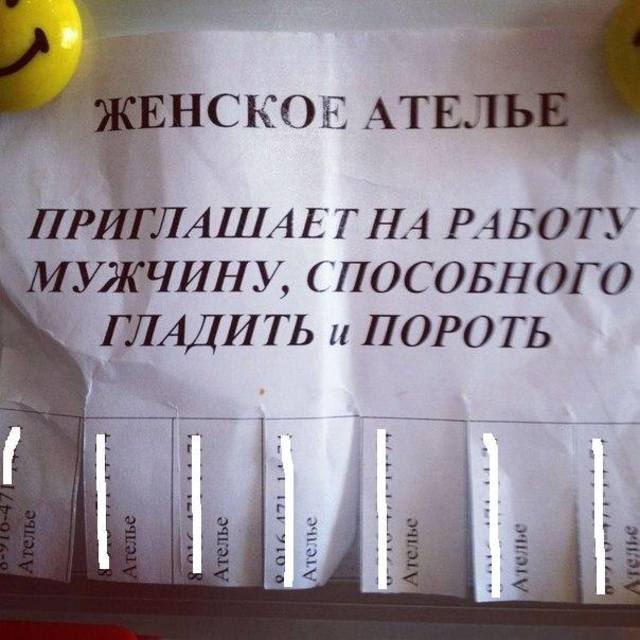 ЖЕНСКОЕ АТЕЛЬЕ
ПРИГЛАШАЕТ НА РАБОТУ
МУЖЧИНУ, СПОСОБНОГО
ГЛАДИТЬ и ПОРОТЬ
Ателье
Ателье
Ателье
Ателье
Ателье
Ателье
Ателье